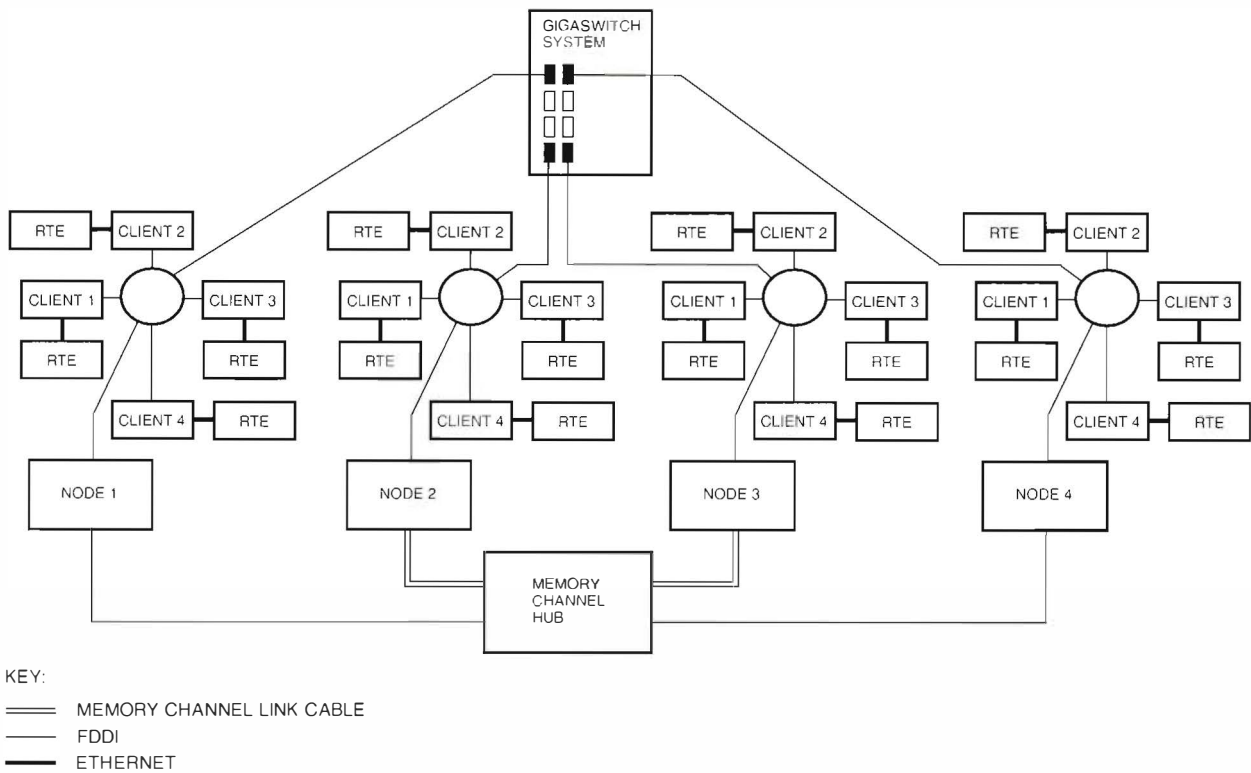 GIGASWITCH
SYSTEM
RTE
CLIENT 2
RTE
CLIENT 2
RTE
CLIENT 2
RTE
CLIENT 2
CLIENT 1
CLIENT 3
CLIENT 1
CLIENT 3
CLIENT 1
CLIENT 3
CLIENT 1
CLIENT 3
RTE
RTE
RTE
RTE
RTE
RTE
RTE
RTE
CLIENT 4
RTE
CLIENT 4
RTE
CLIENT 4
RTE
CLIENT 4
RTE
NODE 1
NODE 2
NODE 3
NODE 4
MEMORY
CHANNEL
HUB
KEY:
MEMORY CHANNEL LINK CABLE
FDDI
ETHERNET